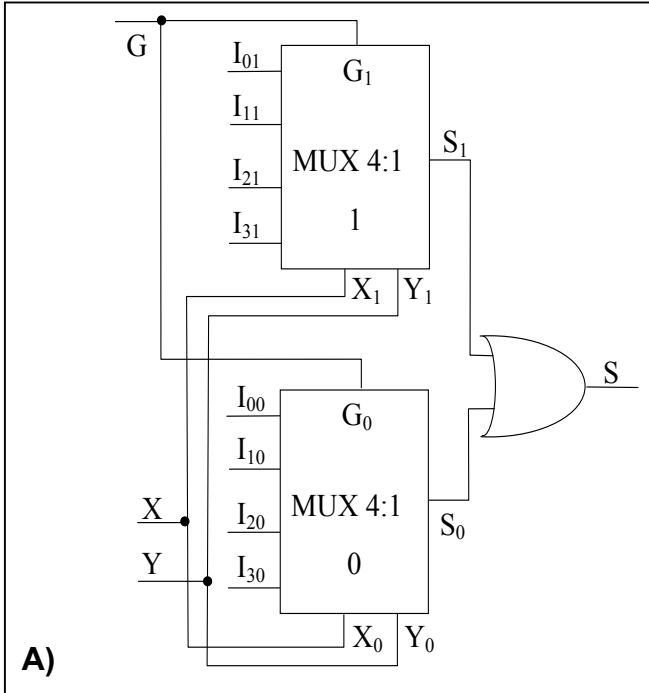 G
I₀₁
G₁
I₁₁
S₁
MUX 4:1
I₂₁
1
I₃₁
X₁ Y₁
S
I₀₀
G₀
I₁₀
X
MUX 4:1
I₂₀
S₀
Y
0
I₃₀
X₀ Y₀
A)